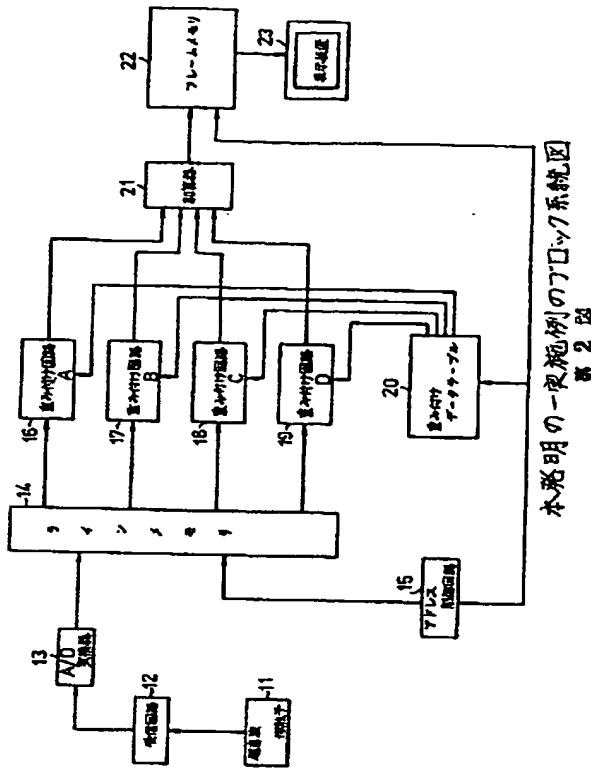 22
フレームメモリ
23
表示装置
21
加算器
16
重み付け回路
A
17
重み付け回路
B
18
重み付け回路
C
19
重み付け回路
D
20
重み付け
データテーブル
14
ラインメモリ
15
アドレス
制御回路
13
A/D
変換器
12
受信回路
11
超音波
探触子
本発明の一実施例のブロック系統図
第 2 図